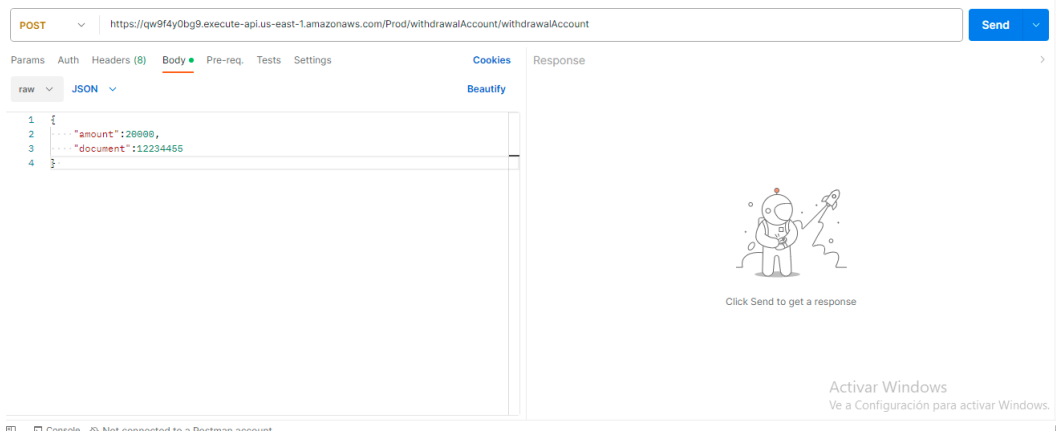 POST https://qw9f4y0bg9.execute-api.us-east-1.amazonaws.com/Prod/withdrawalAccount/withdrawalAccount Send
Params Auth Headers (8) Body Pre-req. Tests Settings Cookies
raw JSON Beautify
1 {
2 "amount":20000,
3 "document":12234455
4 }
Response
Click Send to get a response
Activar Windows
Ve a Configuración para activar Windows.
Console Not connected to a Postman account